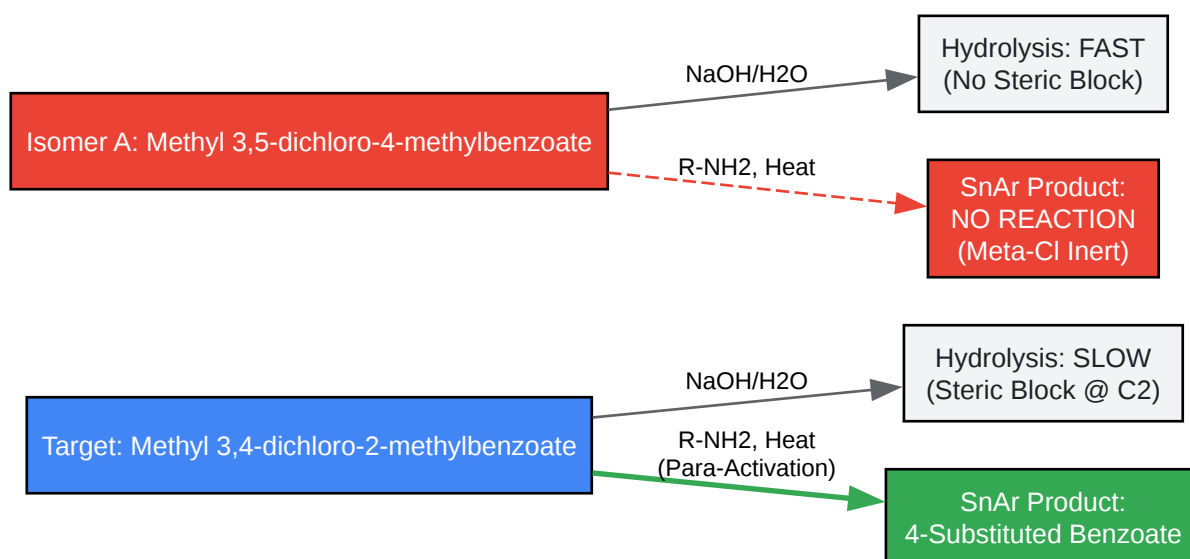 Hydrolysis: FAST
(No Steric Block)
NaOH/H2O
Isomer A: Methyl 3,5-dichloro-4-methylbenzoate
R-NH2, Heat
SnAr Product:
NO REACTION
(Meta-Cl Inert)
Hydrolysis: SLOW
(Steric Block @ C2)
NaOH/H2O
Target: Methyl 3,4-dichloro-2-methylbenzoate
R-NH2, Heat
(Para-Activation)
SnAr Product:
4-Substituted Benzoate